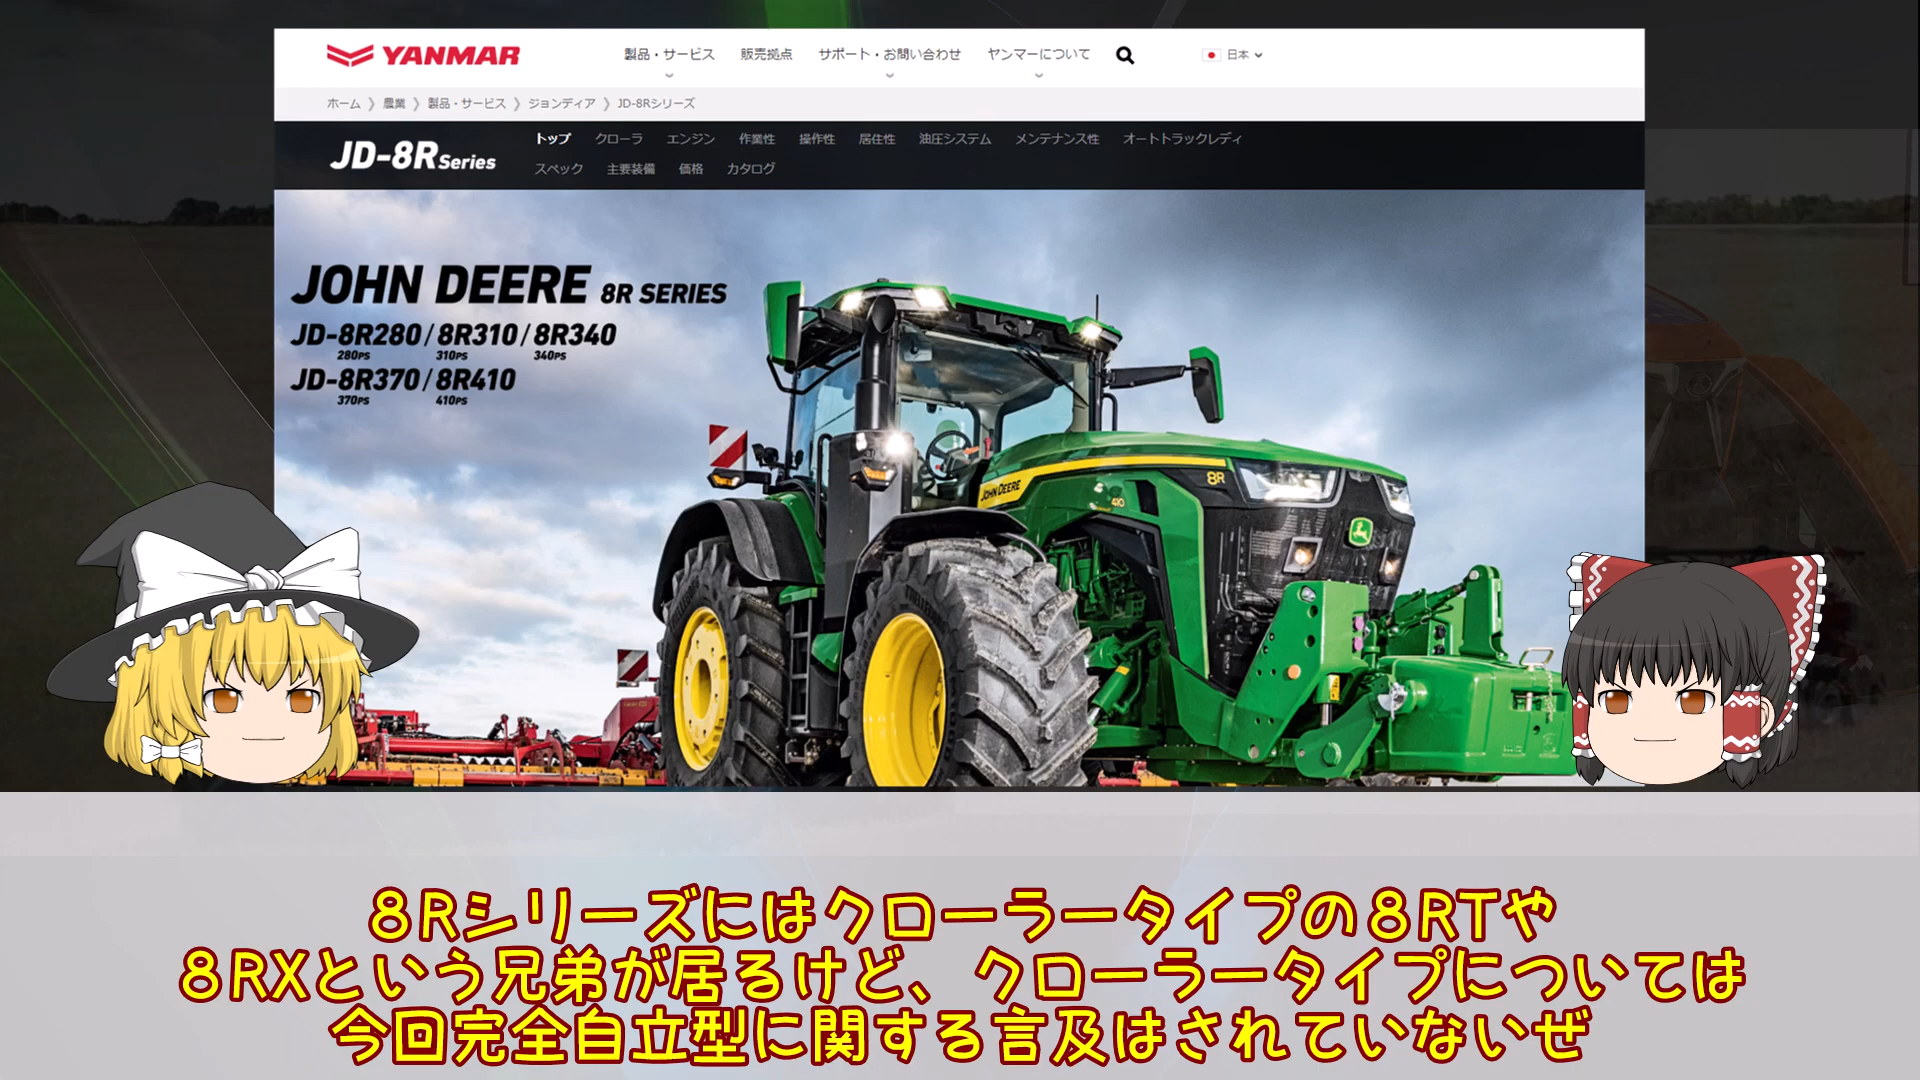 YANMAR
製品・サービス 販売拠点 サポート・お問い合わせ ヤンマーについて 日本
ホーム 》 農業 》 製品・サービス 》 ジョンディア 》 JD-8Rシリーズ
JD-8R Series
トップ クローラ エンジン 作業性 操作性 居住性 油圧システム メンテナンス性 オートトラックレディ
スペック 主要装備 価格 カタログ
JOHN DEERE 8R SERIES
JD-8R280/8R310/8R340
280PS 310PS 340PS
JD-8R370/8R410
370PS 410PS
JOHN DEERE
8R
410
8Rシリーズにはクローラータイプの8RTや
8RXという兄弟が居るけど、クローラータイプについては
今回完全自立型に関する言及はされていないぜ